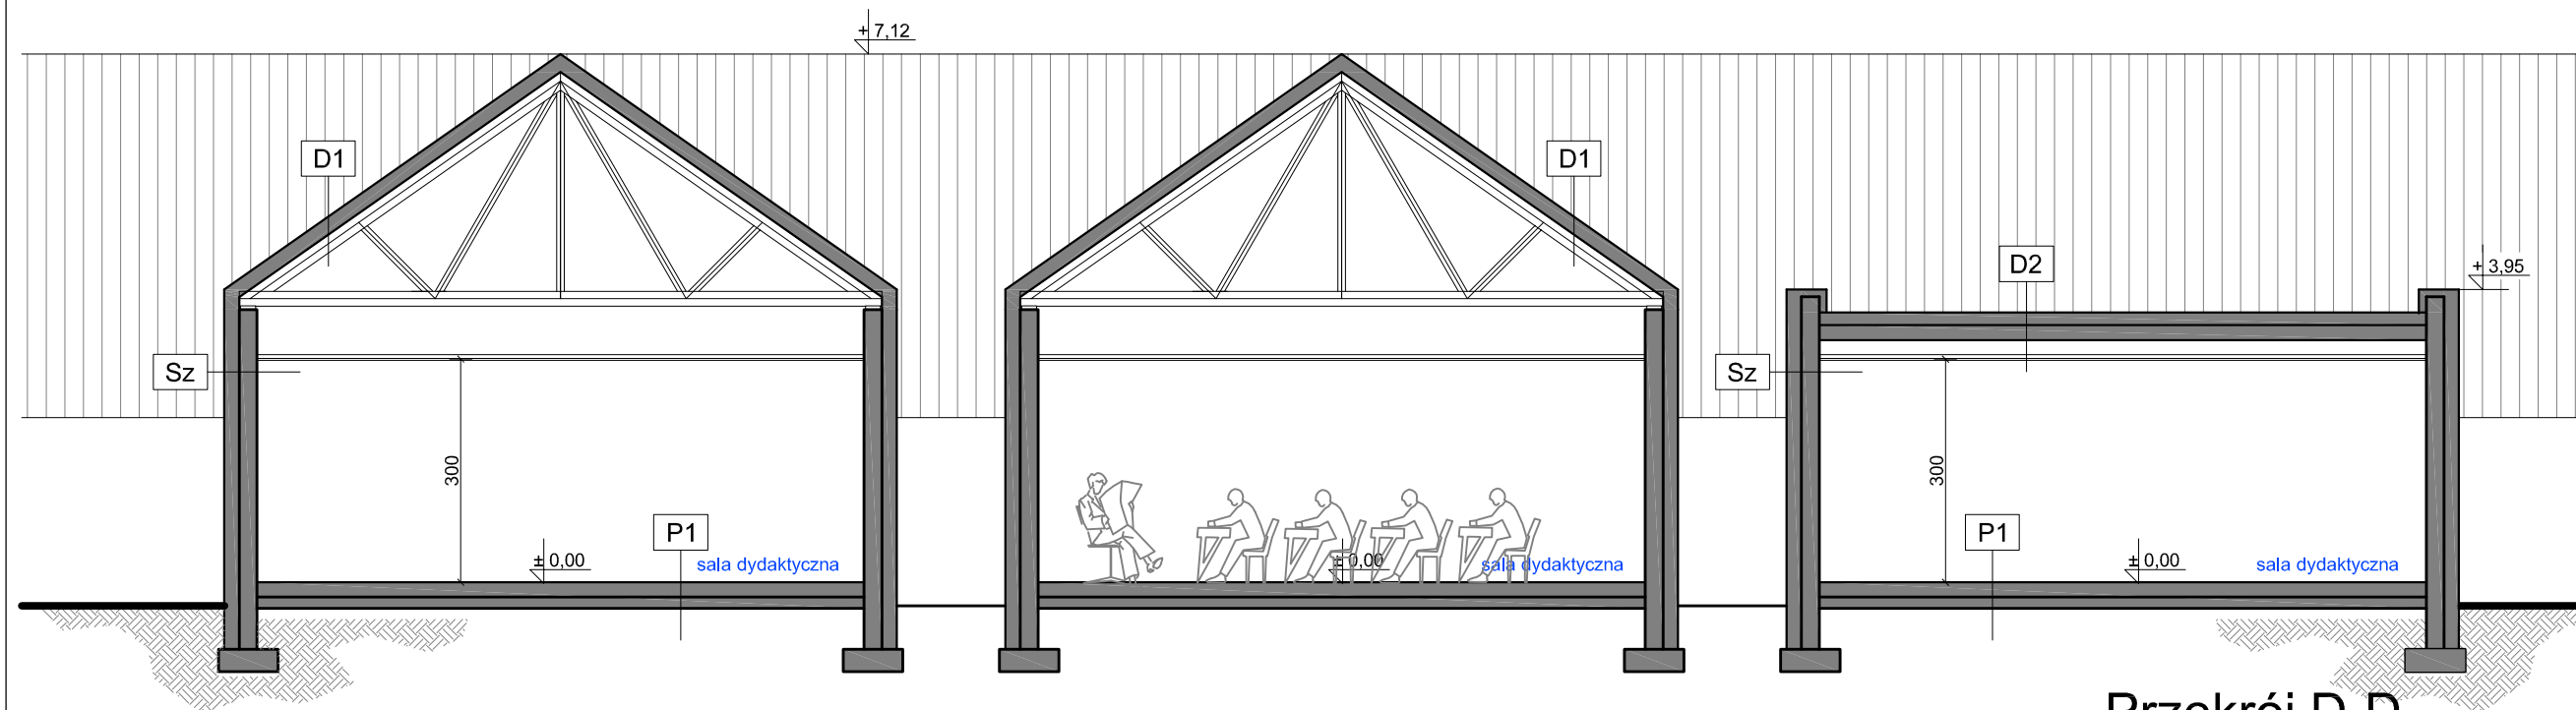 + 7,12
D1
D1
D2
+ 3,95
Sz
Sz
300
300
P1
P1
± 0,00
sala dydaktyczna
± 0,00
sala dydaktyczna
± 0,00
sala dydaktyczna
Przekrój D-D